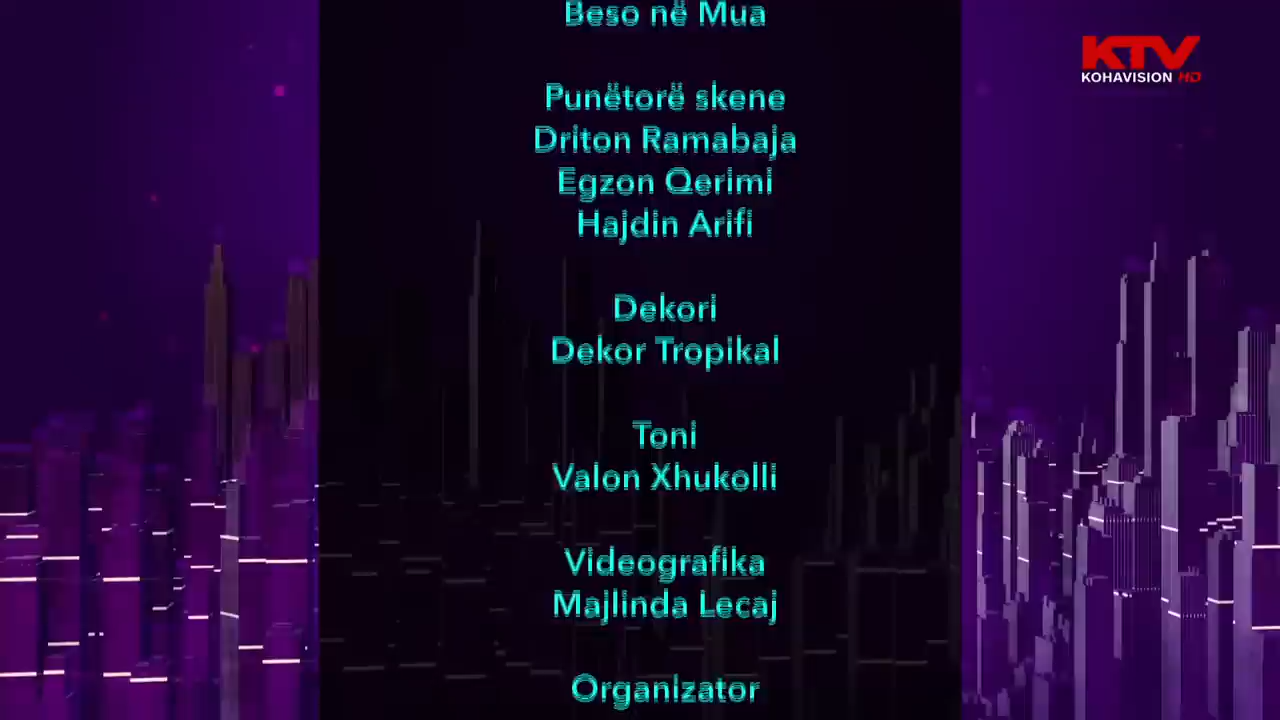 Beso në Mua
KTV
KOHAVISION HD
Punëtorë skene
Driton Ramabaja
Egzon Qerimi
Hajdin Arifi
Dekori
Dekor Tropikal
Toni
Valon Xhukolli
Videografika
Majlinda Lecaj
Organizator